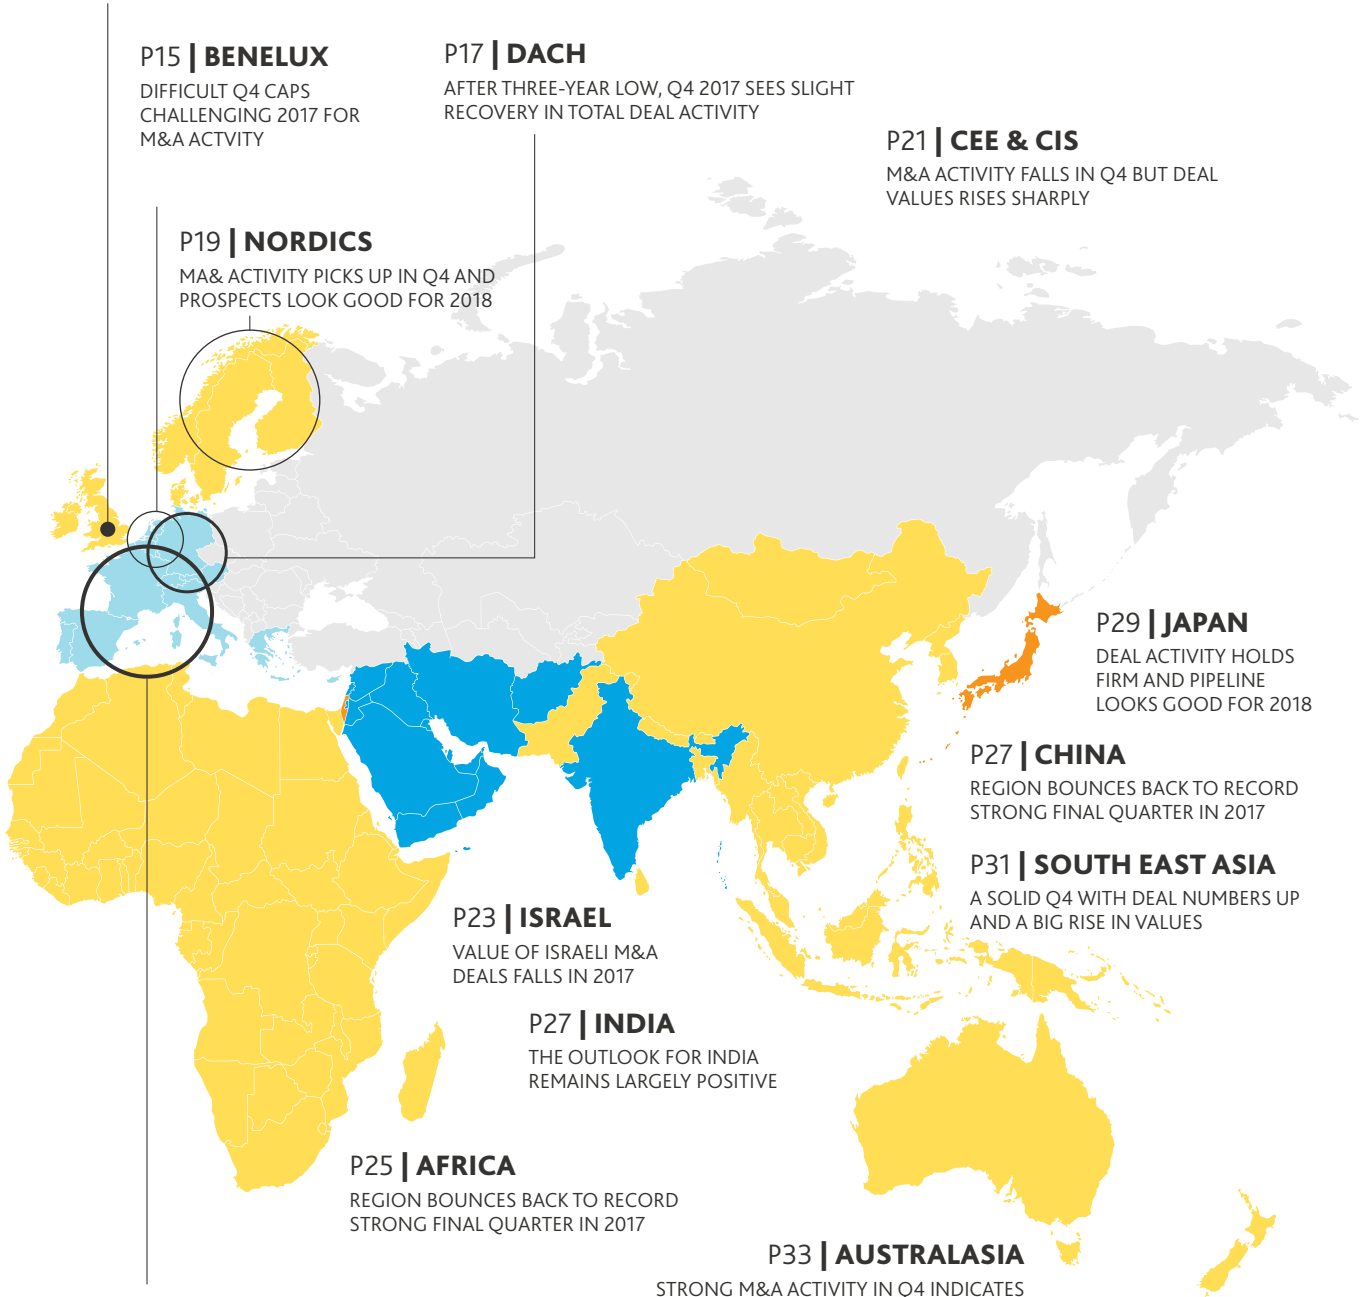 P15 | BENELUX
DIFFICULT Q4 CAPS
CHALLENGING 2017 FOR
M&A ACTVITY
P17 | DACH
AFTER THREE-YEAR LOW, Q4 2017 SEES SLIGHT
RECOVERY IN TOTAL DEAL ACTIVITY
P21 | CEE & CIS
M&A ACTIVITY FALLS IN Q4 BUT DEAL
VALUES RISES SHARPLY
P19 | NORDICS
MA& ACTIVITY PICKS UP IN Q4 AND
PROSPECTS LOOK GOOD FOR 2018
P29 | JAPAN
DEAL ACTIVITY HOLDS
FIRM AND PIPELINE
LOOKS GOOD FOR 2018
P27 | CHINA
REGION BOUNCES BACK TO RECORD
STRONG FINAL QUARTER IN 2017
P31 | SOUTH EAST ASIA
A SOLID Q4 WITH DEAL NUMBERS UP
AND A BIG RISE IN VALUES
P23 | ISRAEL
VALUE OF ISRAELI M&A
DEALS FALLS IN 2017
P27 | INDIA
THE OUTLOOK FOR INDIA
REMAINS LARGELY POSITIVE
P25 | AFRICA
REGION BOUNCES BACK TO RECORD
STRONG FINAL QUARTER IN 2017
P33 | AUSTRALASIA
STRONG M&A ACTIVITY IN Q4 INDICATES